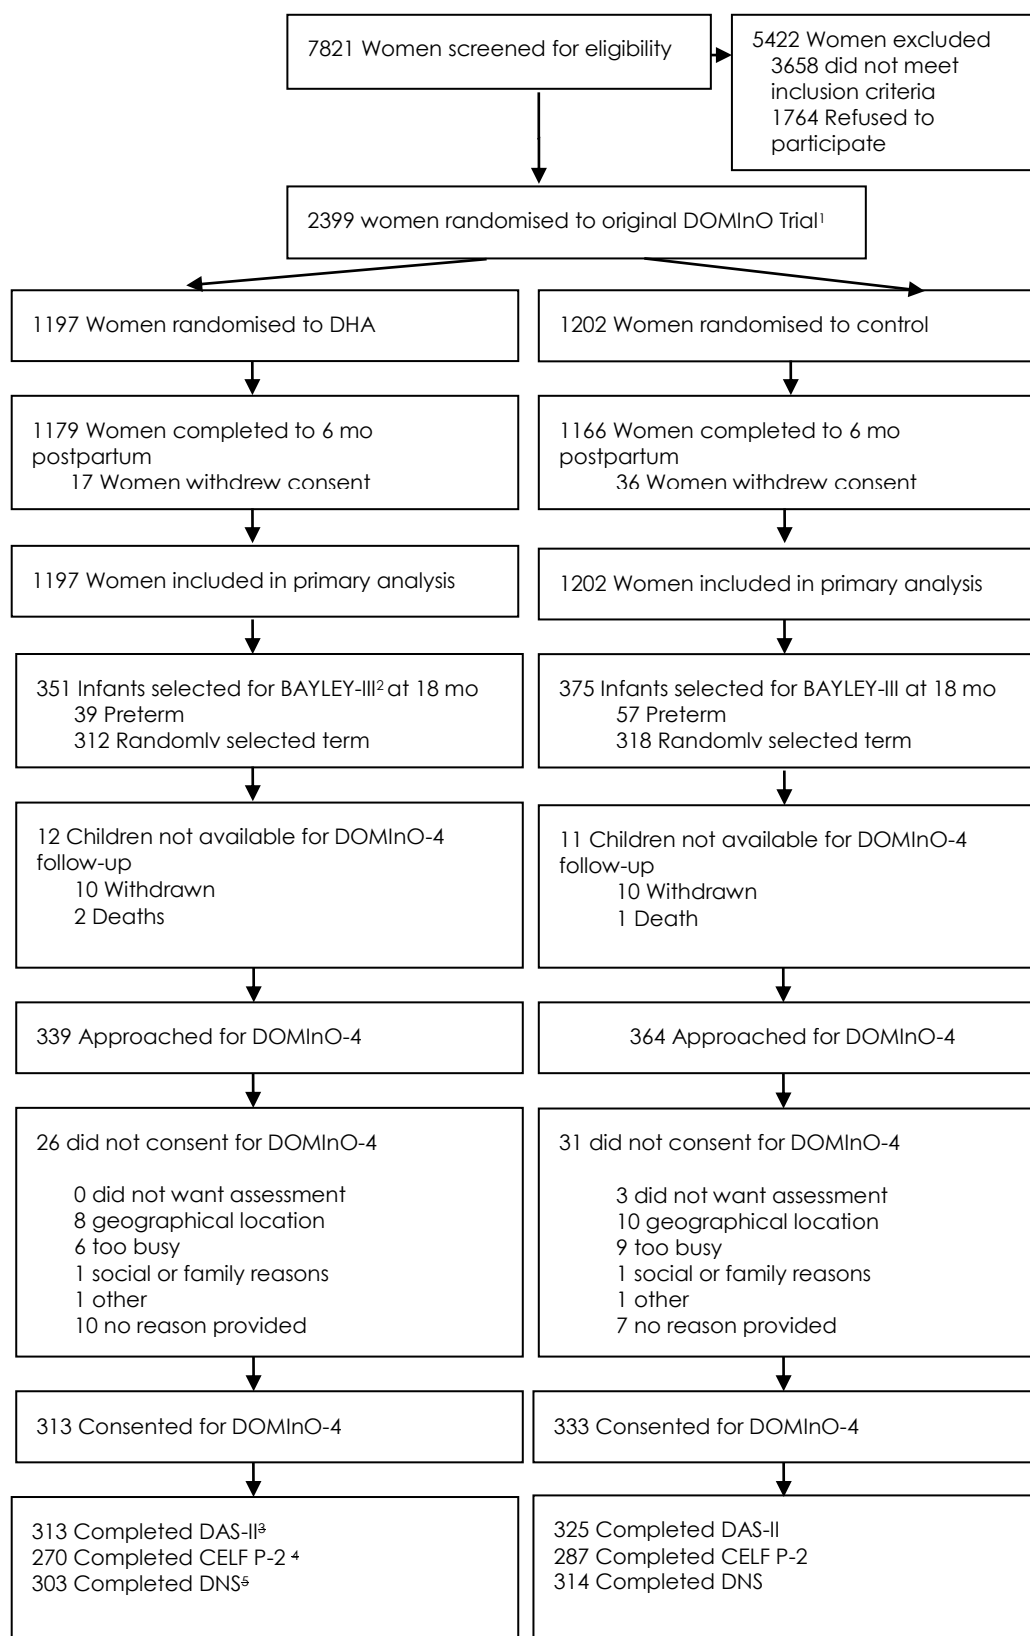 7821 Women screened for eligibility
5422 Women excluded
3658 did not meet
inclusion criteria
1764 Refused to
participate
2399 women randomised to original DOMInO Trial¹
1197 Women randomised to DHA
1202 Women randomised to control
1179 Women completed to 6 mo
postpartum
17 Women withdrew consent
1166 Women completed to 6 mo
postpartum
36 Women withdrew consent
1197 Women included in primary analysis
1202 Women included in primary analysis
351 Infants selected for BAYLEY-III² at 18 mo
39 Preterm
312 Randomly selected term
375 Infants selected for BAYLEY-III at 18 mo
57 Preterm
318 Randomly selected term
12 Children not available for DOMInO-4
follow-up
10 Withdrawn
2 Deaths
11 Children not available for DOMInO-4
follow-up
10 Withdrawn
1 Death
339 Approached for DOMInO-4
364 Approached for DOMInO-4
26 did not consent for DOMInO-4
0 did not want assessment
8 geographical location
6 too busy
1 social or family reasons
1 other
10 no reason provided
31 did not consent for DOMInO-4
3 did not want assessment
10 geographical location
9 too busy
1 social or family reasons
1 other
7 no reason provided
313 Consented for DOMInO-4
333 Consented for DOMInO-4
313 Completed DAS-II³
270 Completed CELF P-2 ⁴
303 Completed DNS⁵
325 Completed DAS-II
287 Completed CELF P-2
314 Completed DNS